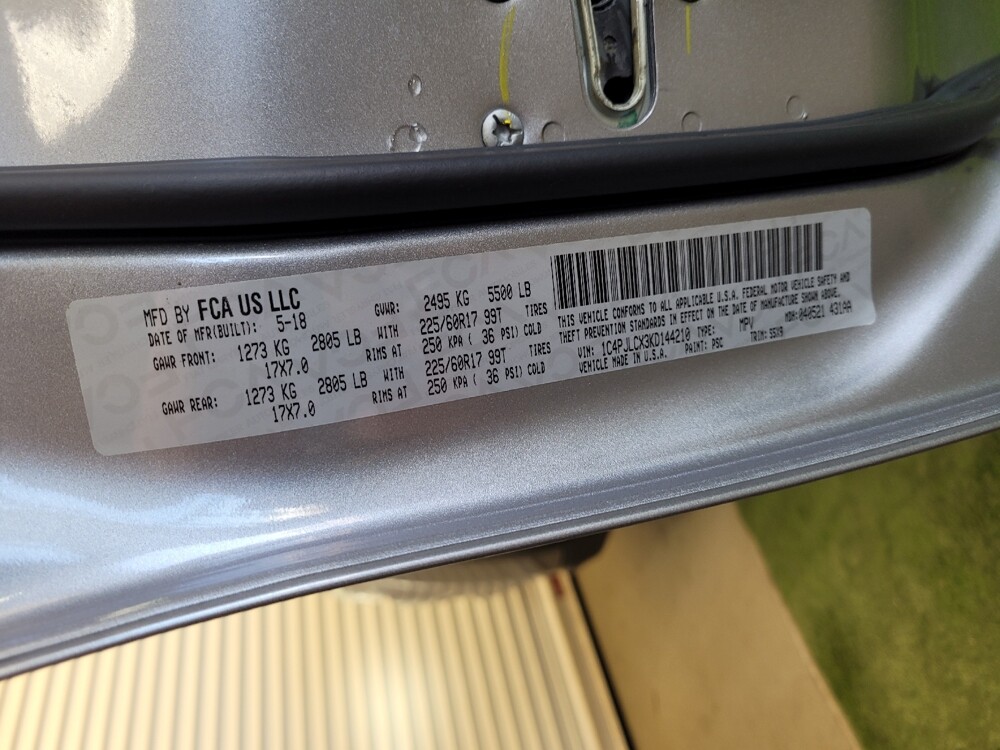 MFD BY FCA US LLC
DATE OF MFR(BUILT): 5-18
GVWR: 2495 KG 5500 LB
GAWR FRONT: 1273 KG 2805 LB WITH 225/60R17 99T TIRES
17X7.0 RIMS AT 250 KPA ( 36 PSI) COLD
GAWR REAR: 1273 KG 2805 LB WITH 225/60R17 99T TIRES
17X7.0 RIMS AT 250 KPA ( 36 PSI) COLD
THIS VEHICLE CONFORMS TO ALL APPLICABLE U.S.A. FEDERAL MOTOR VEHICLE SAFETY AND
THEFT PREVENTION STANDARDS IN EFFECT ON THE DATE OF MANUFACTURE SHOWN ABOVE.
VIN: 1C4PJLCX3KD144210 TYPE: MPV MDH: 040521 431AA
VEHICLE MADE IN U.S.A. PAINT: PSC TRIM: